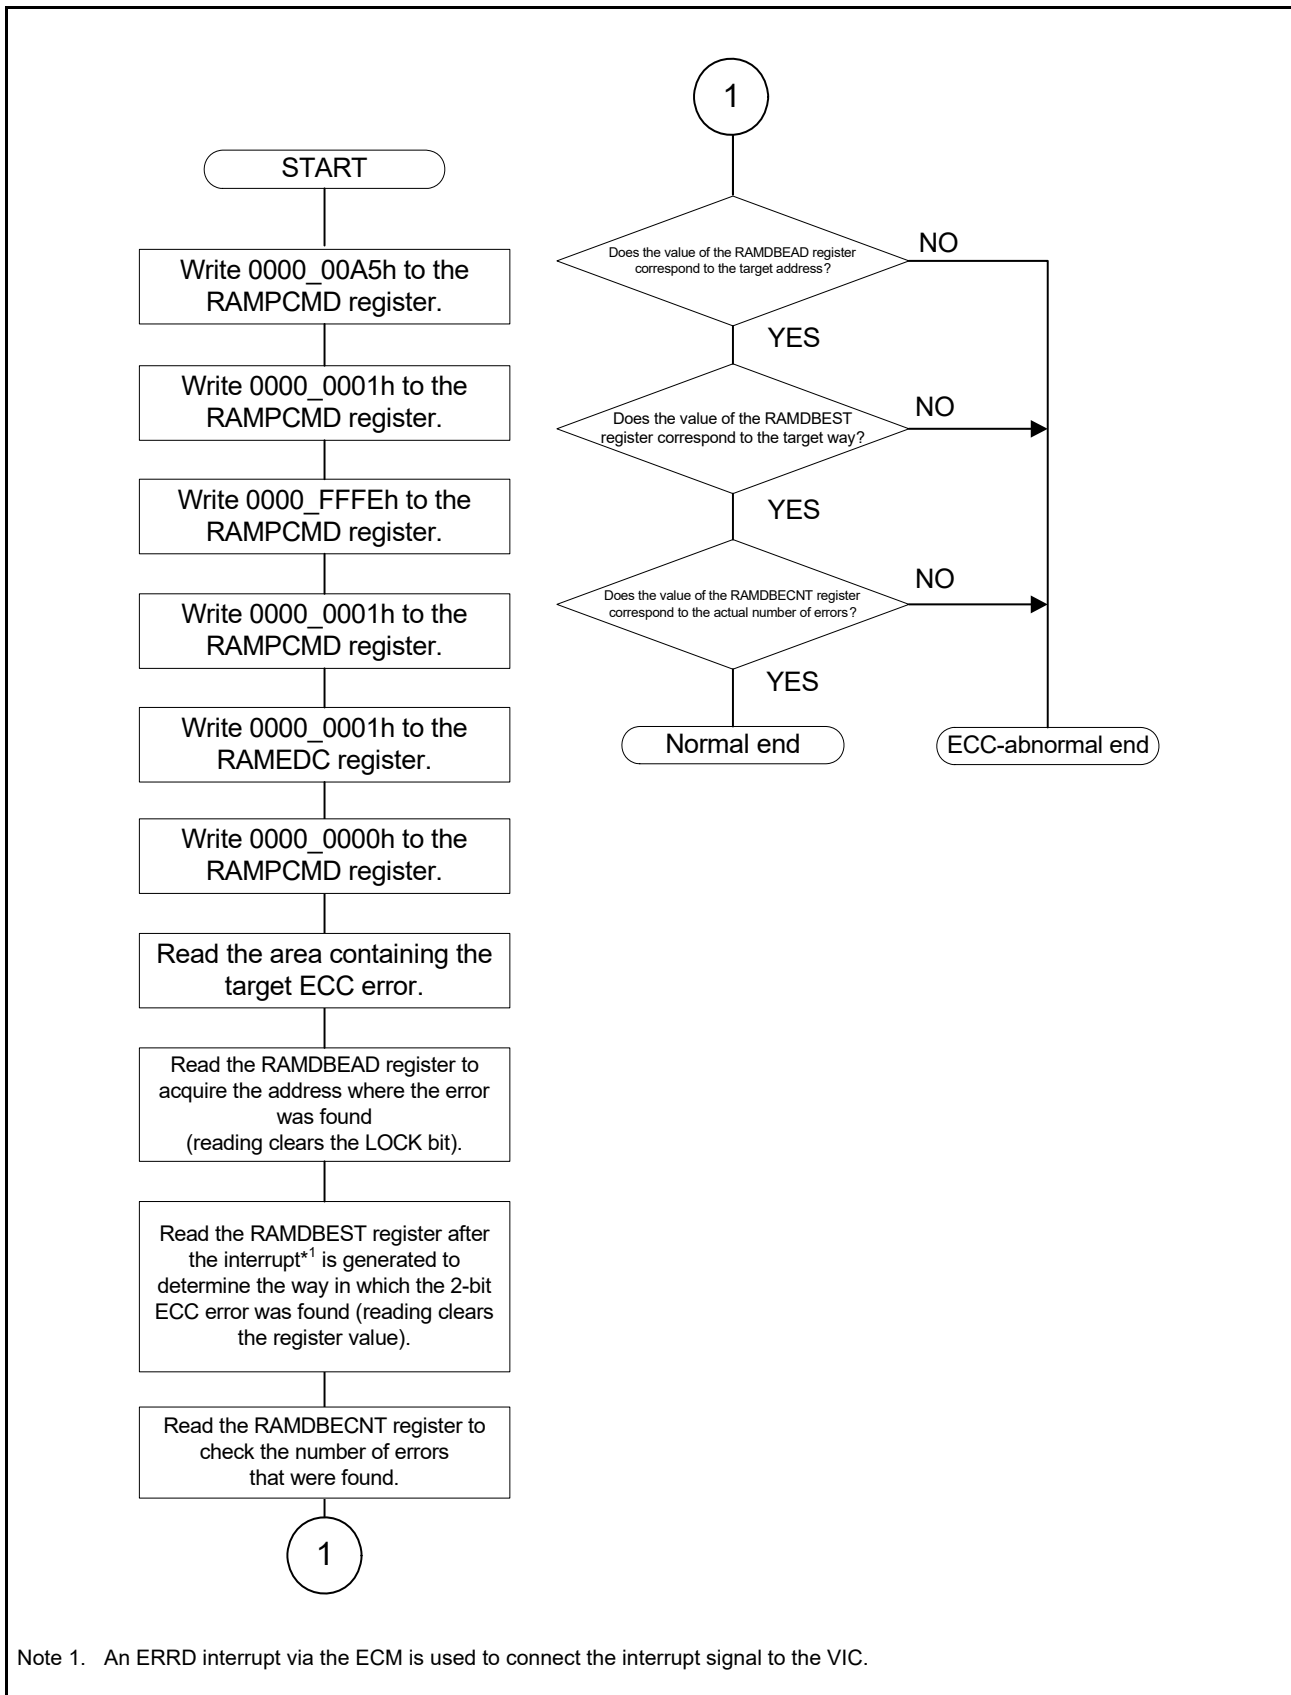 START
Write 0000_00A5h to the
RAMPCMD register.
Write 0000_0001h to the
RAMPCMD register.
Write 0000_FFFEh to the
RAMPCMD register.
Write 0000_0001h to the
RAMPCMD register.
Write 0000_0001h to the
RAMEDC register.
Write 0000_0000h to the
RAMPCMD register.
Read the area containing the
target ECC error.
Read the RAMDBEAD register to
acquire the address where the error
was found
(reading clears the LOCK bit).
Read the RAMDBEST register after
the interrupt*1 is generated to
determine the way in which the 2-bit
ECC error was found (reading clears
the register value).
Read the RAMDBECNT register to
check the number of errors
that were found.
1
1
Does the value of the RAMDBEAD register
correspond to the target address?
NO
YES
Does the value of the RAMDBEST
register correspond to the target way?
NO
YES
Does the value of the RAMDBECNT register
correspond to the actual number of errors?
NO
YES
Normal end
ECC-abnormal end
Note 1. An ERRD interrupt via the ECM is used to connect the interrupt signal to the VIC.